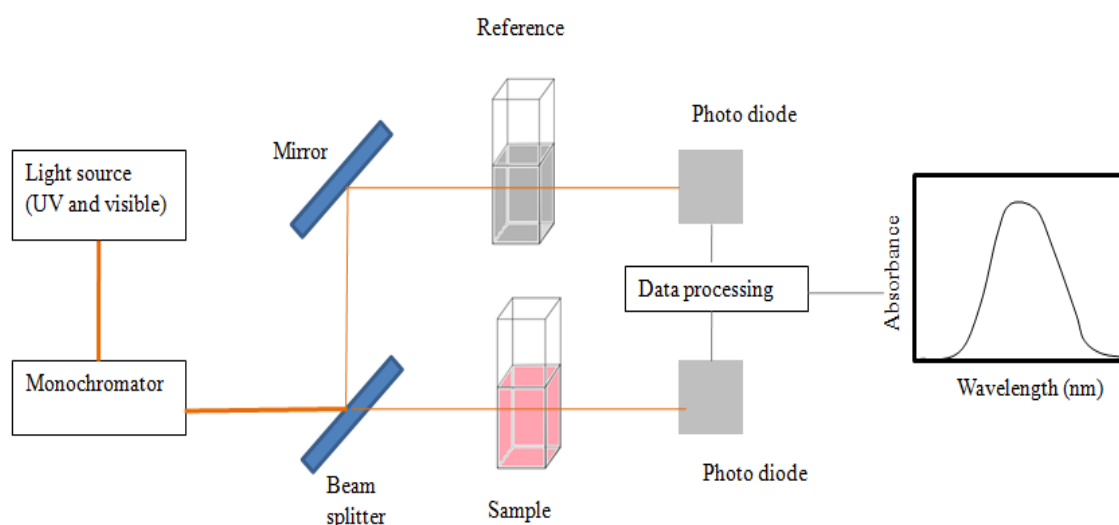 Reference
Photo diode
Mirror
Light source
(UV and visible)
Data processing
Absorbance
Monochromator
Wavelength (nm)
Photo diode
Beam
splitter
Sample